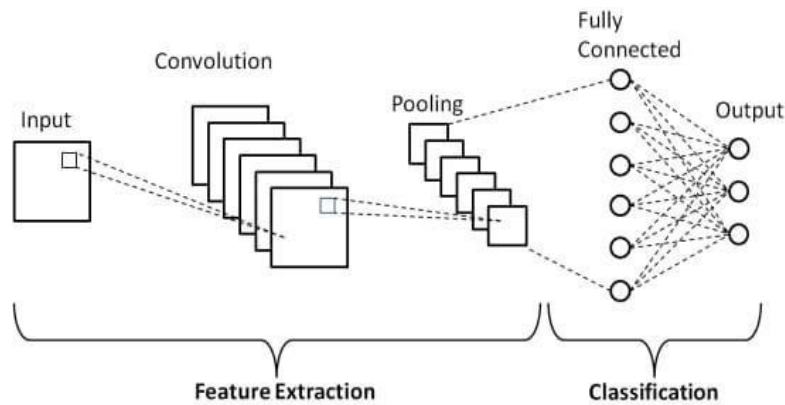 Fully
Connected
Convolution
Pooling
Input
Output
Feature Extraction
Classification